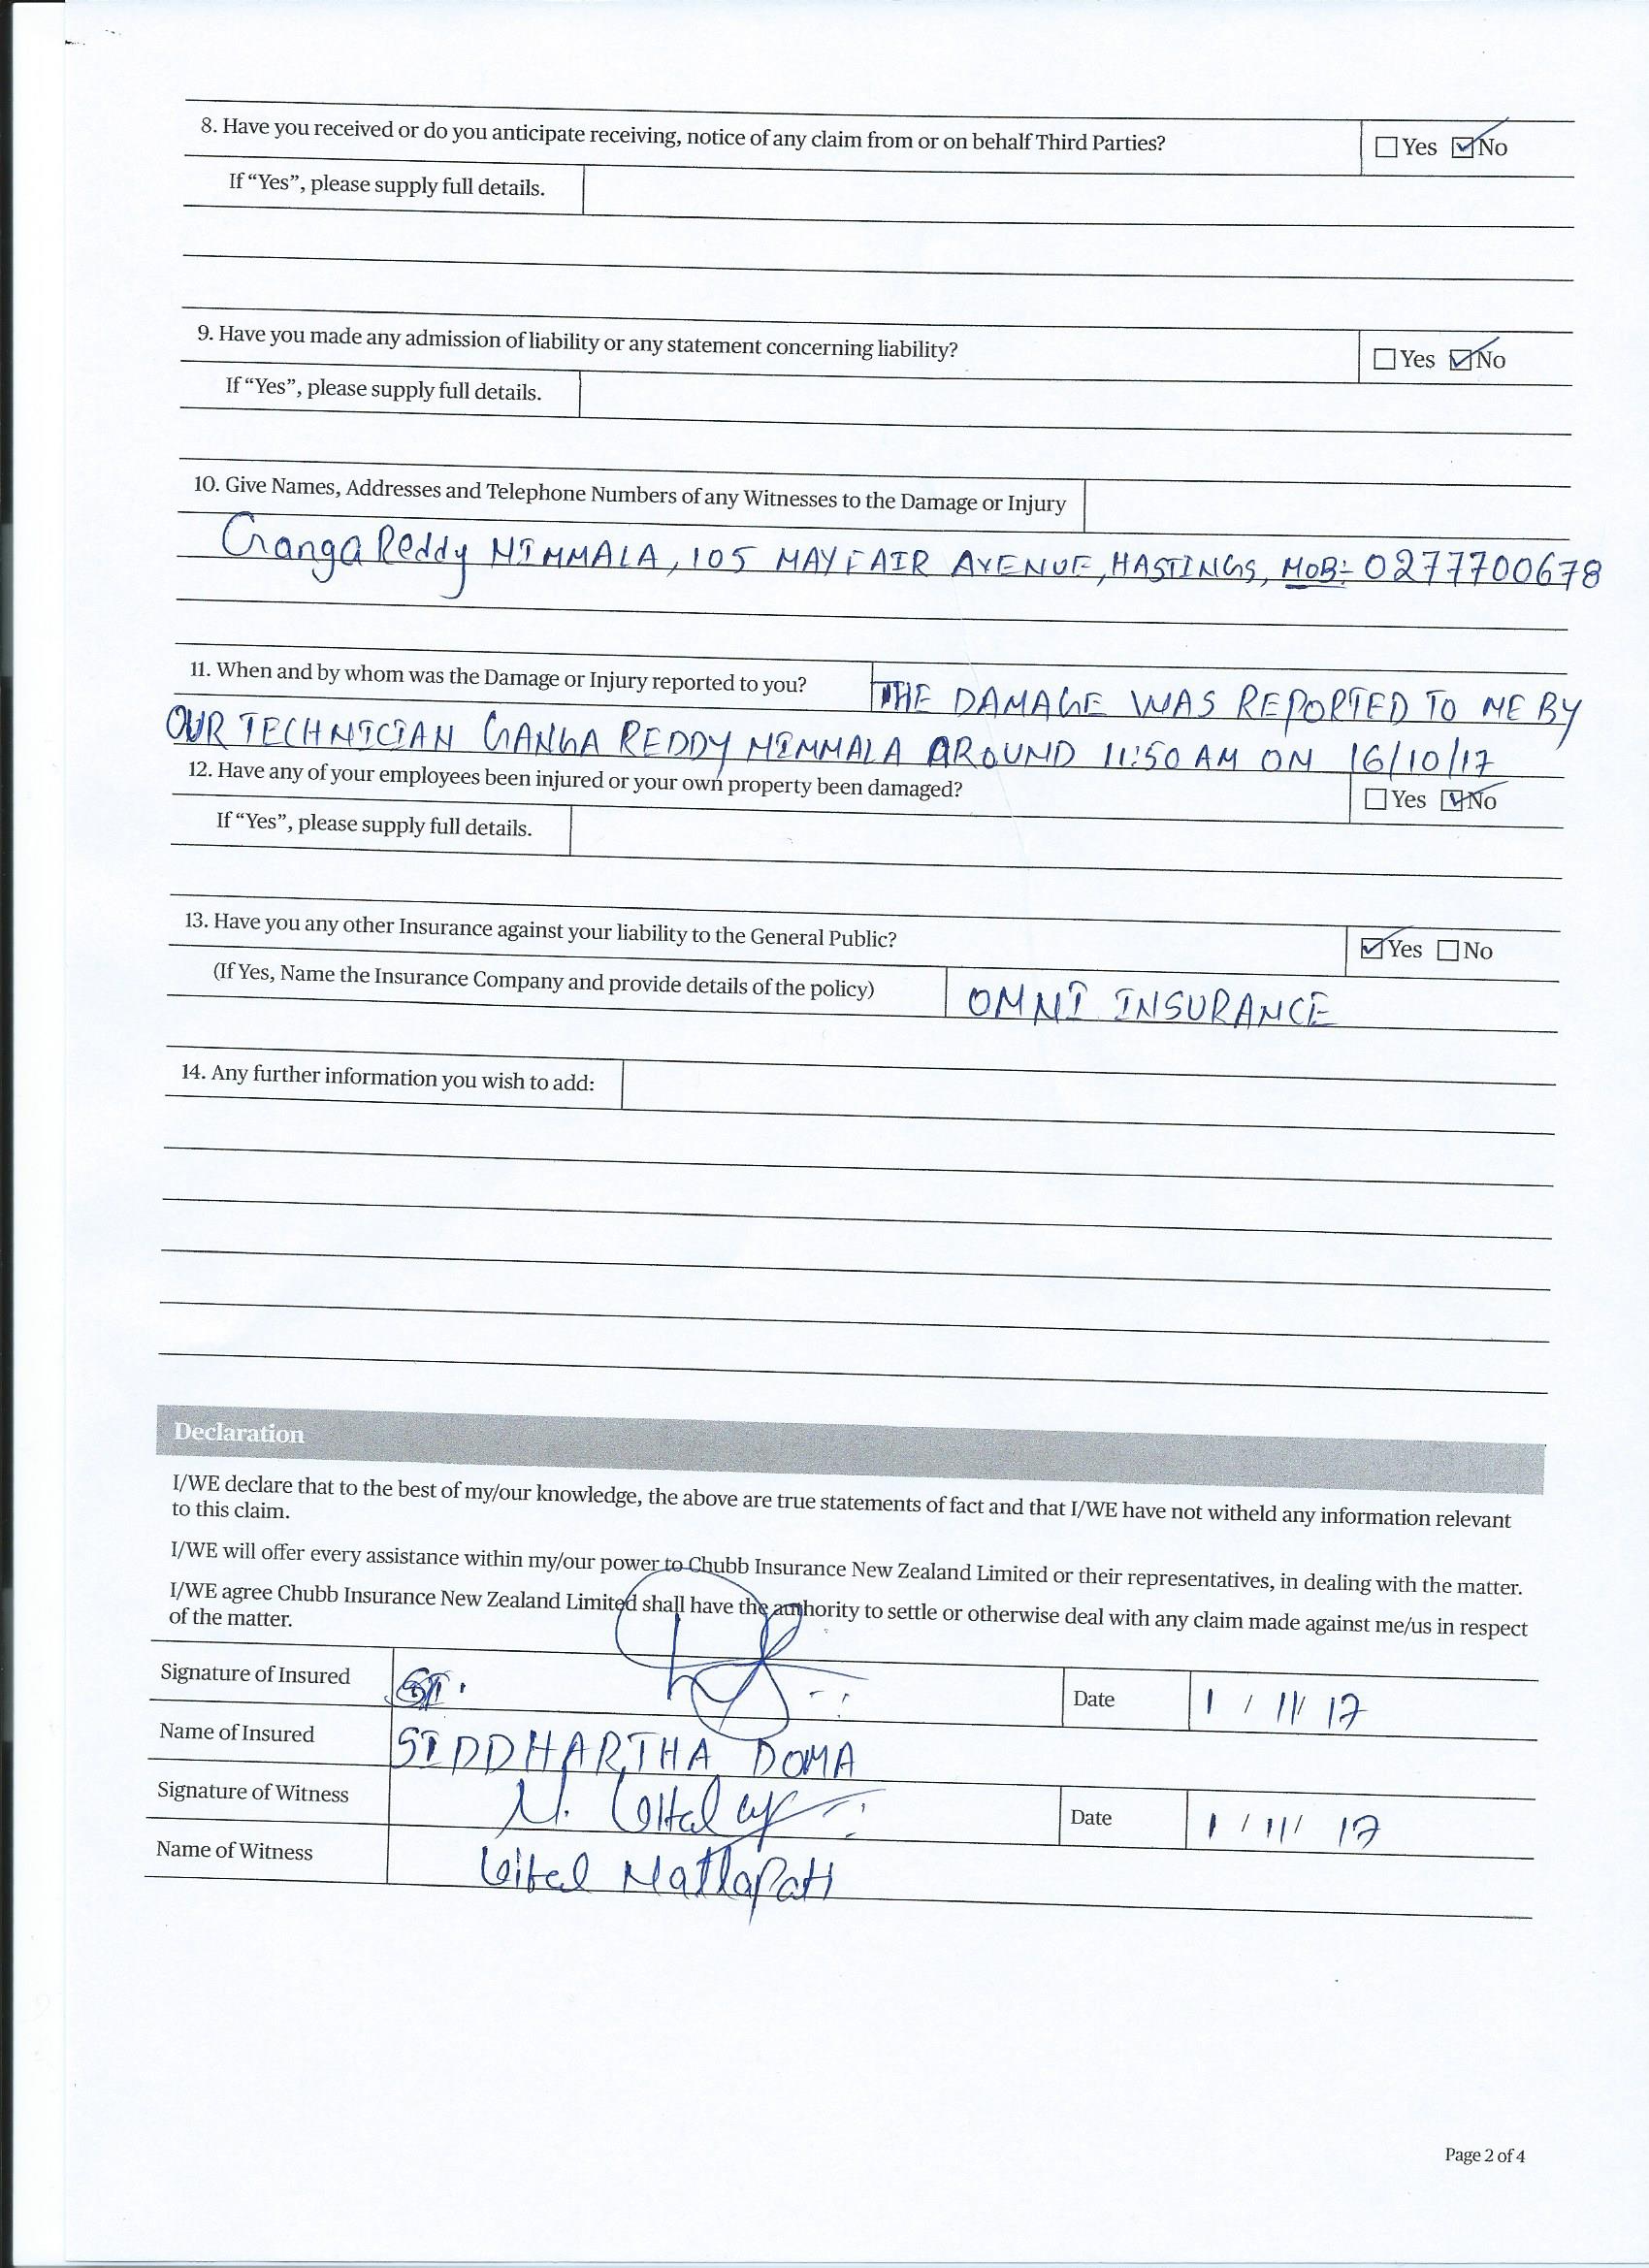 8. Have you received or do you anticipate receiving, notice of any claim from or on behalf Third Parties? Yes No
If “Yes”, please supply full details.
9. Have you made any admission of liability or any statement concerning liability? Yes No
If “Yes”, please supply full details.
10. Give Names, Addresses and Telephone Numbers of any Witnesses to the Damage or Injury
Ganga Reddy NIMMALA, 105 MAYFAIR AVENUE, HASTINGS, MOB: 0277700678
11. When and by whom was the Damage or Injury reported to you? THE DAMAGE WAS REPORTED TO ME BY
OUR TECHNICIAN GANGA REDDY NIMMALA AROUND 11:50 AM ON 16/10/17
12. Have any of your employees been injured or your own property been damaged? Yes No
If “Yes”, please supply full details.
13. Have you any other Insurance against your liability to the General Public? Yes No
(If Yes, Name the Insurance Company and provide details of the policy) OMNI INSURANCE
14. Any further information you wish to add:
Declaration
I/WE declare that to the best of my/our knowledge, the above are true statements of fact and that I/WE have not witheld any information relevant
to this claim.
I/WE will offer every assistance within my/our power to Chubb Insurance New Zealand Limited or their representatives, in dealing with the matter.
I/WE agree Chubb Insurance New Zealand Limited shall have the authority to settle or otherwise deal with any claim made against me/us in respect
of the matter.
Signature of Insured Date 1 / 11/ 17
Name of Insured SIDDHARTHA DOMA
Signature of Witness Date 1 / 11/ 17
Name of Witness
Page 2 of 4